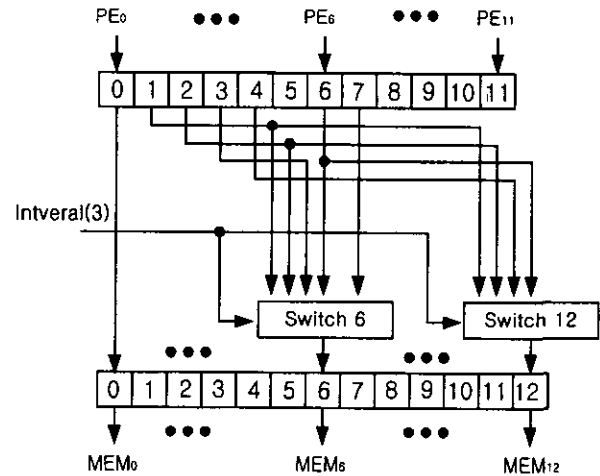 PE0 ●●● PE6 ●●● PE11
0 1 2 3 4 5 6 7 8 9 10 11
Intveral(3)
Switch 6 Switch 12
●●● ●●●
0 1 2 3 4 5 6 7 8 9 10 11 12
●●● ●●●
MEM0 MEM6 MEM12